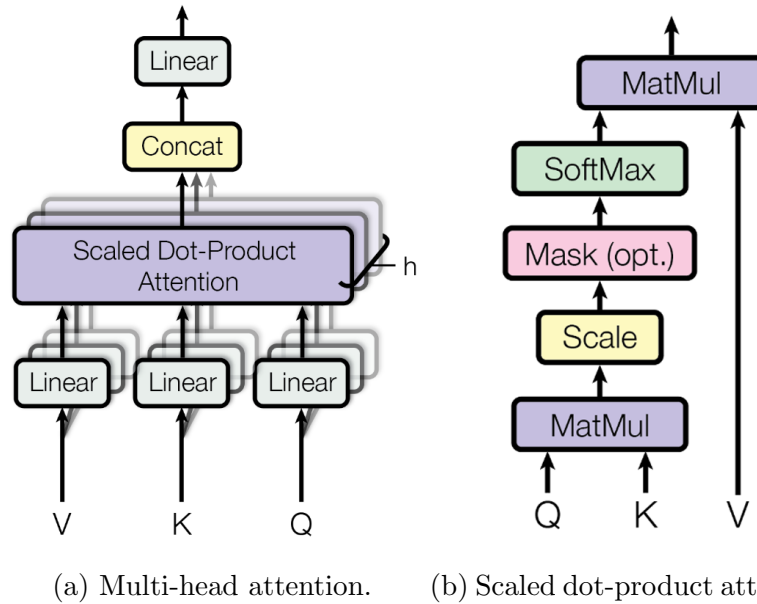 Linear
Concat
Scaled Dot-Product
Attention
h
Linear Linear Linear
V K Q
(a) Multi-head attention.
MatMul
SoftMax
Mask (opt.)
Scale
MatMul
Q K V
(b) Scaled dot-product att